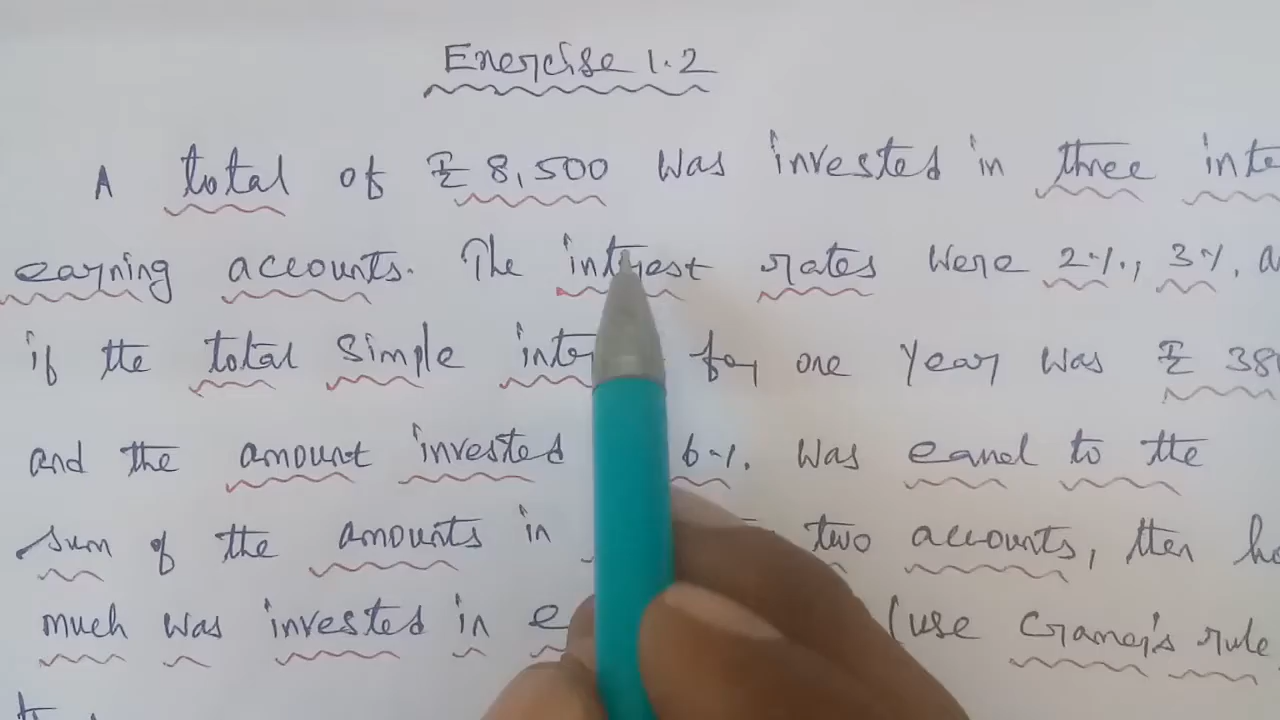 Exercise 1.2
A total of ₹ 8,500 was invested in three inte
earning accounts. The interest rates were 2%, 3%. a
if the total simple inte for one year was ₹ 38
and the amount invested 6%. was equal to the
sum of the amounts in two accounts, then ho
much was invested in e (use Cramer's rule